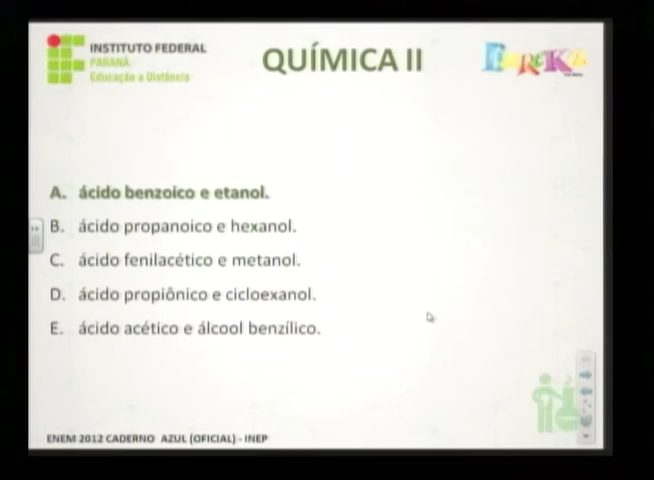 INSTITUTO FEDERAL
PARANÁ
Educação a Distância
QUÍMICA II
EUREKA
A. ácido benzoico e etanol.
B. ácido propanoico e hexanol.
C. ácido fenilacético e metanol.
D. ácido propiônico e cicloexanol.
E. ácido acético e álcool benzílico.
ENEM 2012 CADERNO AZUL (OFICIAL) - INEP